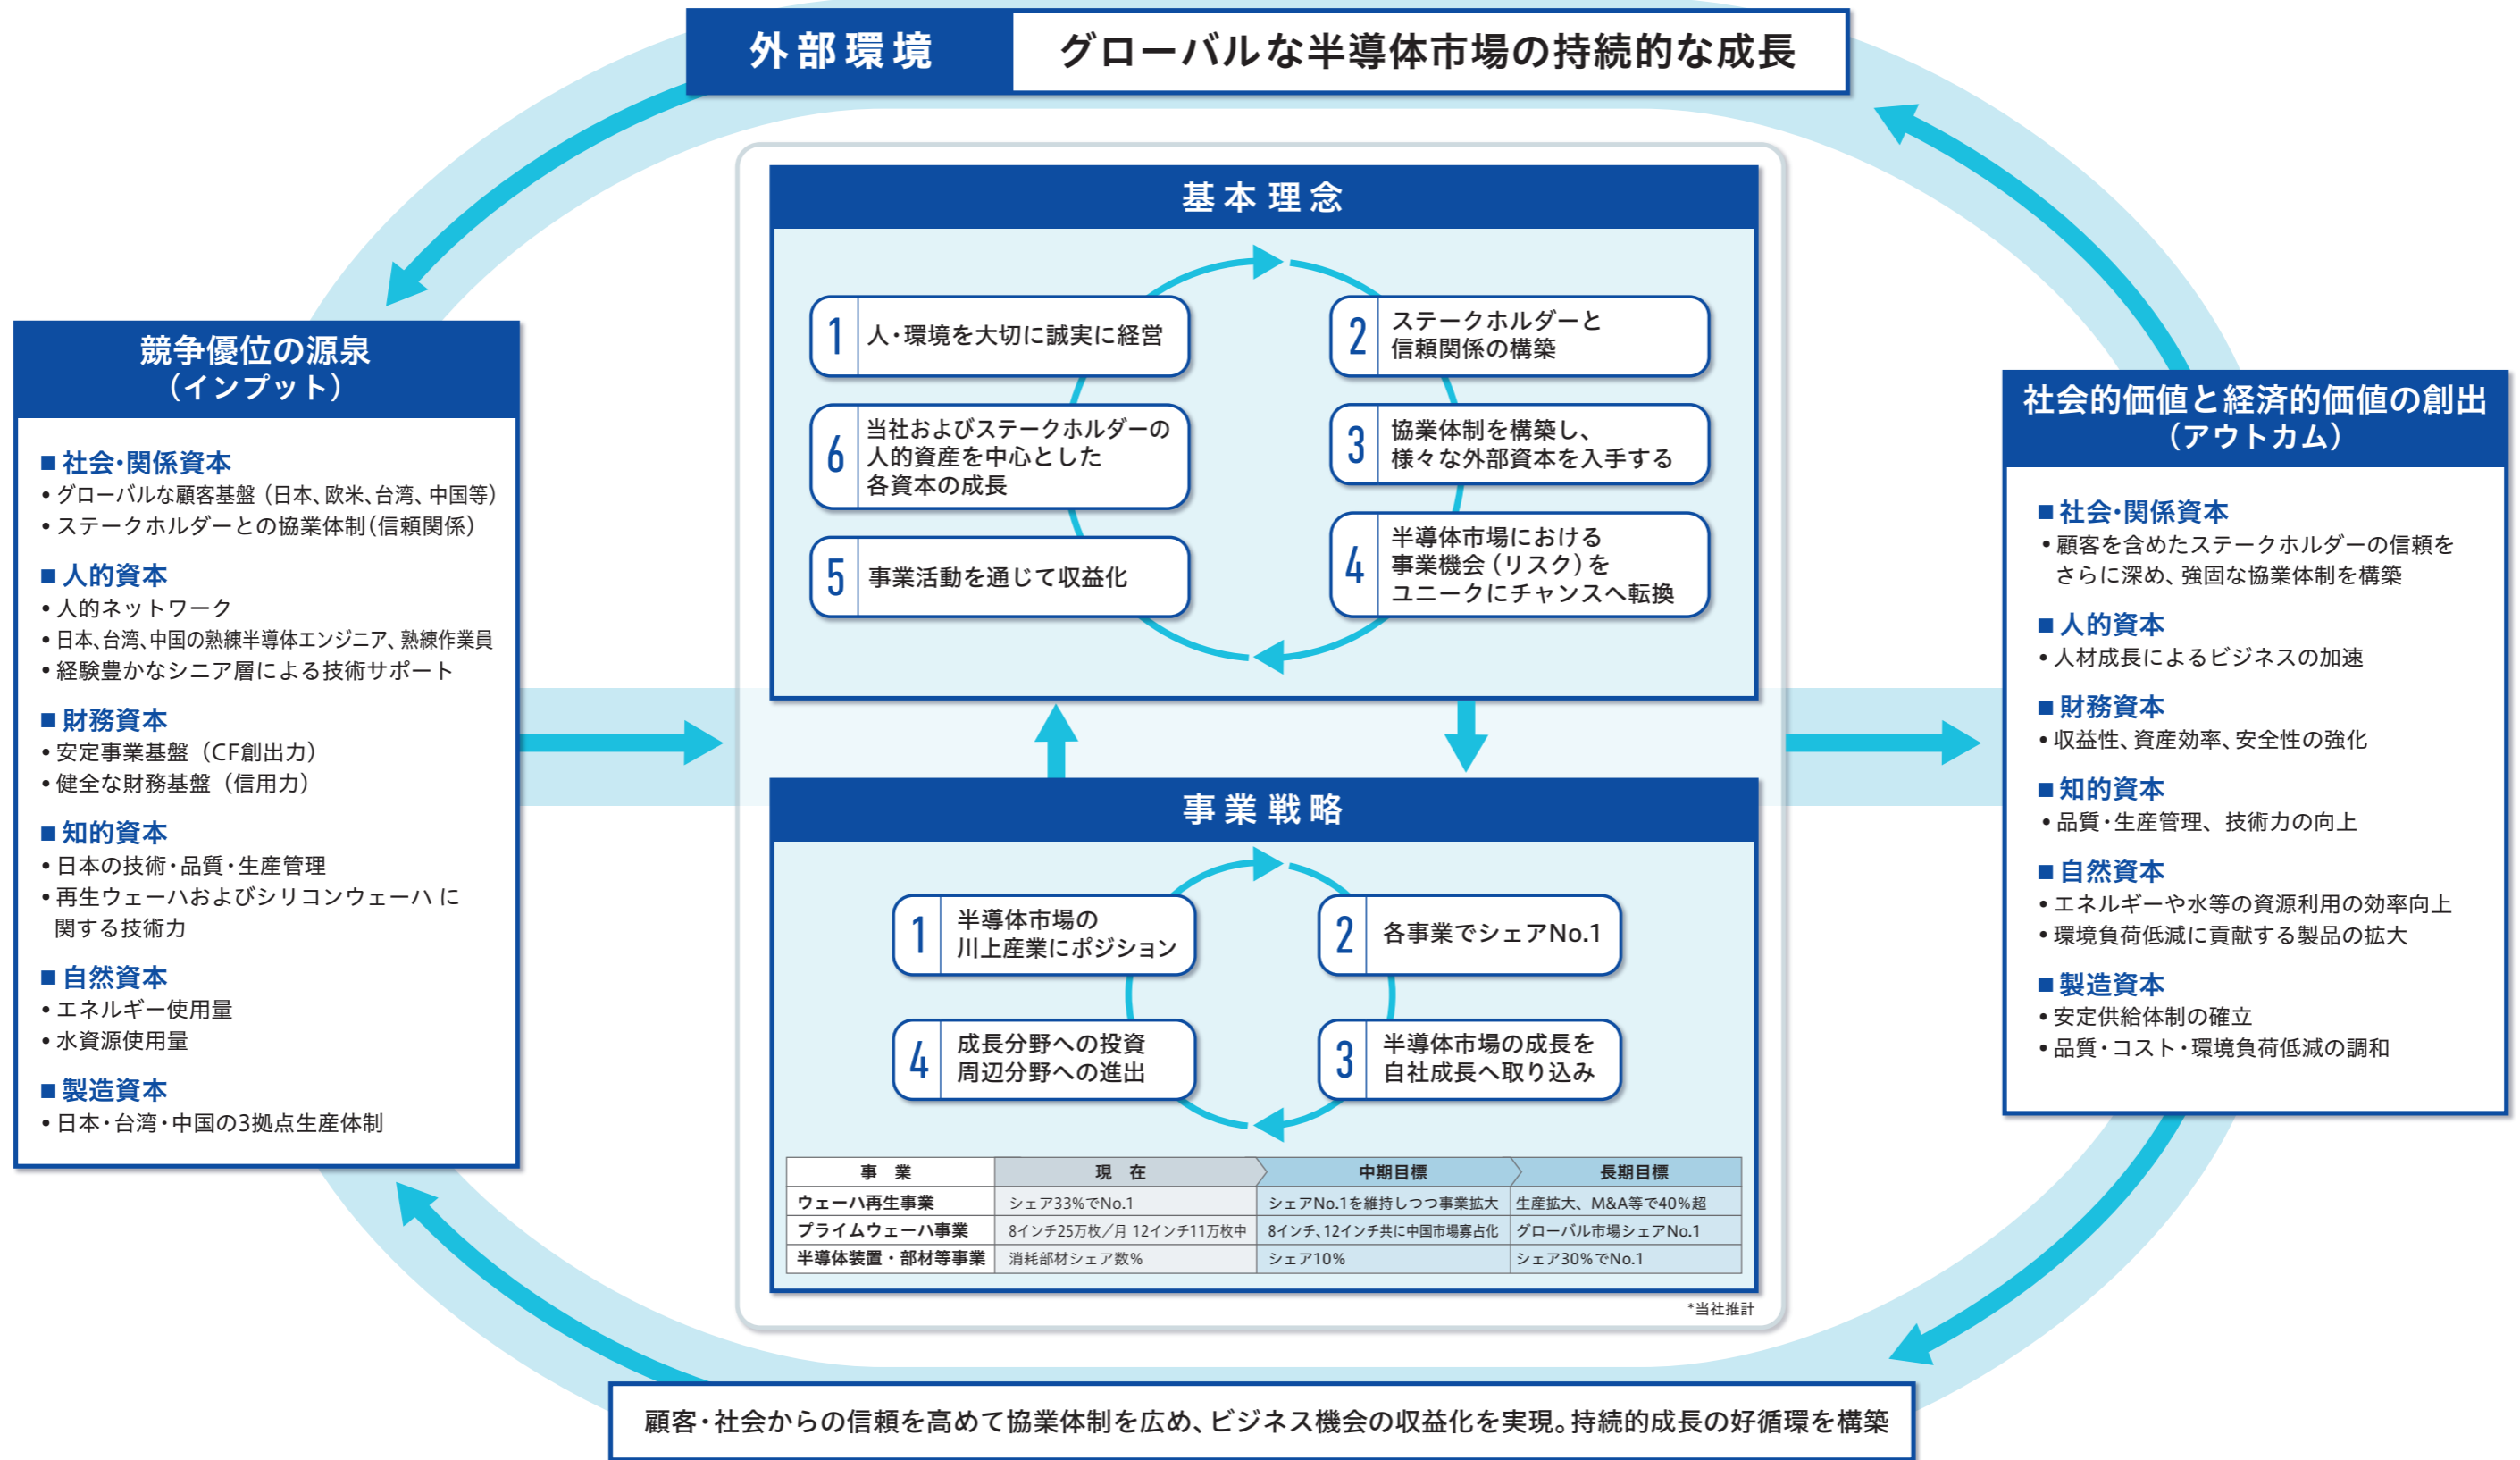 外部環境
グローバルな半導体市場の持続的な成長
競争優位の源泉
（インプット）
■社会・関係資本
•グローバルな顧客基盤（日本、欧米、台湾、中国等）
•ステークホルダーとの協業体制（信頼関係）
■人的資本
•人的ネットワーク
•日本、台湾、中国の熟練半導体エンジニア、熟練作業員
•経験豊かなシニア層による技術サポート
■財務資本
•安定事業基盤（CF創出力）
•健全な財務基盤（信用力）
■知的資本
•日本の技術・品質・生産管理
•再生ウェーハおよびシリコンウェーハ に
関する技術力
■自然資本
•エネルギー使用量
•水資源使用量
■製造資本
•日本・台湾・中国の3拠点生産体制
基本理念
1 人・環境を大切に誠実に経営
2 ステークホルダーと
信頼関係の構築
3 協業体制を構築し、
様々な外部資本を入手する
4 半導体市場における
事業機会（リスク）を
ユニークにチャンスへ転換
5 事業活動を通じて収益化
6 当社およびステークホルダーの
人的資産を中心とした
各資本の成長
事業戦略
1 半導体市場の
川上産業にポジション
2 各事業でシェアNo.1
3 半導体市場の成長を
自社成長へ取り込み
4 成長分野への投資
周辺分野への進出
事　業 現　在 中期目標 長期目標
ウェーハ再生事業 シェア33%でNo.1 シェアNo.1を維持しつつ事業拡大 生産拡大、M&A等で40%超
プライムウェーハ事業 8インチ25万枚／月 12インチ11万枚中 8インチ、12インチ共に中国市場寡占化 グローバル市場シェアNo.1
半導体装置・部材等事業 消耗部材シェア数% シェア10% シェア30%でNo.1
*当社推計
社会的価値と経済的価値の創出
（アウトカム）
■社会・関係資本
•顧客を含めたステークホルダーの信頼を
さらに深め、強固な協業体制を構築
■人的資本
•人材成長によるビジネスの加速
■財務資本
•収益性、資産効率、安全性の強化
■知的資本
•品質・生産管理、技術力の向上
■自然資本
•エネルギーや水等の資源利用の効率向上
•環境負荷低減に貢献する製品の拡大
■製造資本
•安定供給体制の確立
•品質・コスト・環境負荷低減の調和
顧客・社会からの信頼を高めて協業体制を広め、ビジネス機会の収益化を実現。持続的成長の好循環を構築